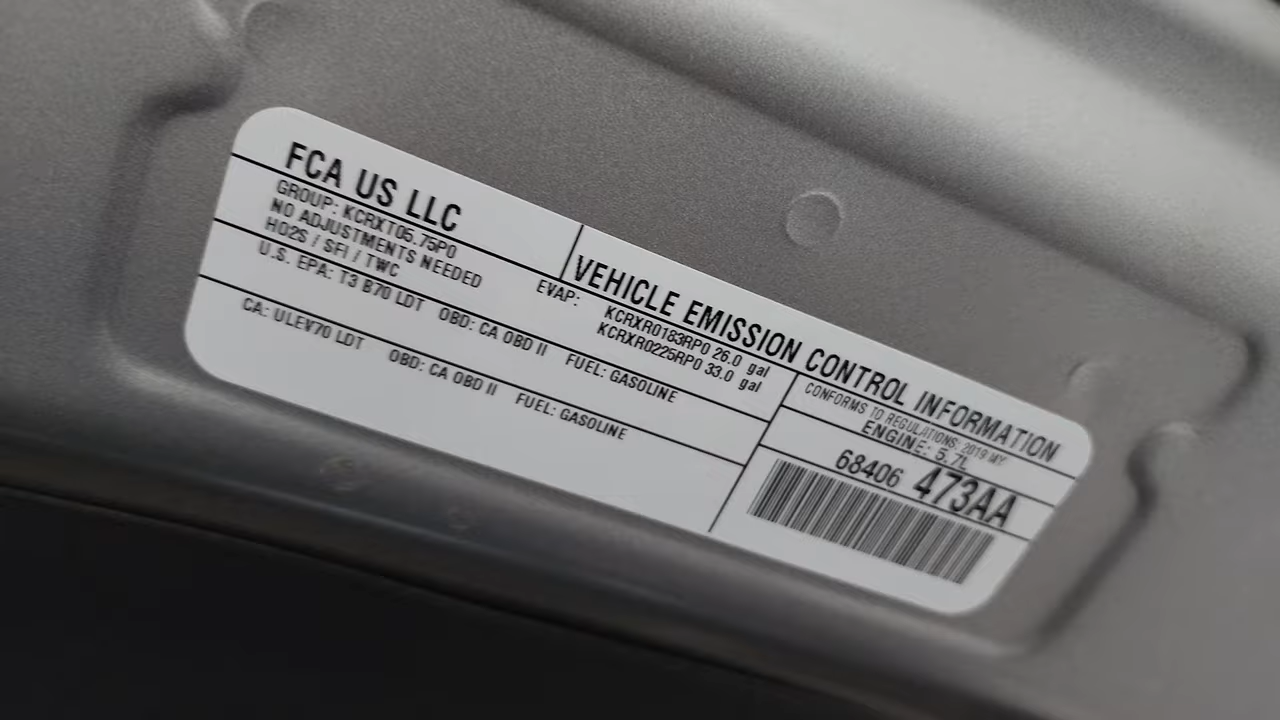 FCA US LLC
VEHICLE EMISSION CONTROL INFORMATION
GROUP: KCRXT05.75P0
NO ADJUSTMENTS NEEDED
HO2S / SFI / TWC
EVAP: KCRXR0183RP0 26.0 gal
KCRXR0225RP0 33.0 gal
CONFORMS TO REGULATIONS: 2019 MY
ENGINE: 5.7L
U.S. EPA: T3 B70 LDT OBD: CA OBD II FUEL: GASOLINE
CA: ULEV70 LDT OBD: CA OBD II FUEL: GASOLINE
68406 473AA